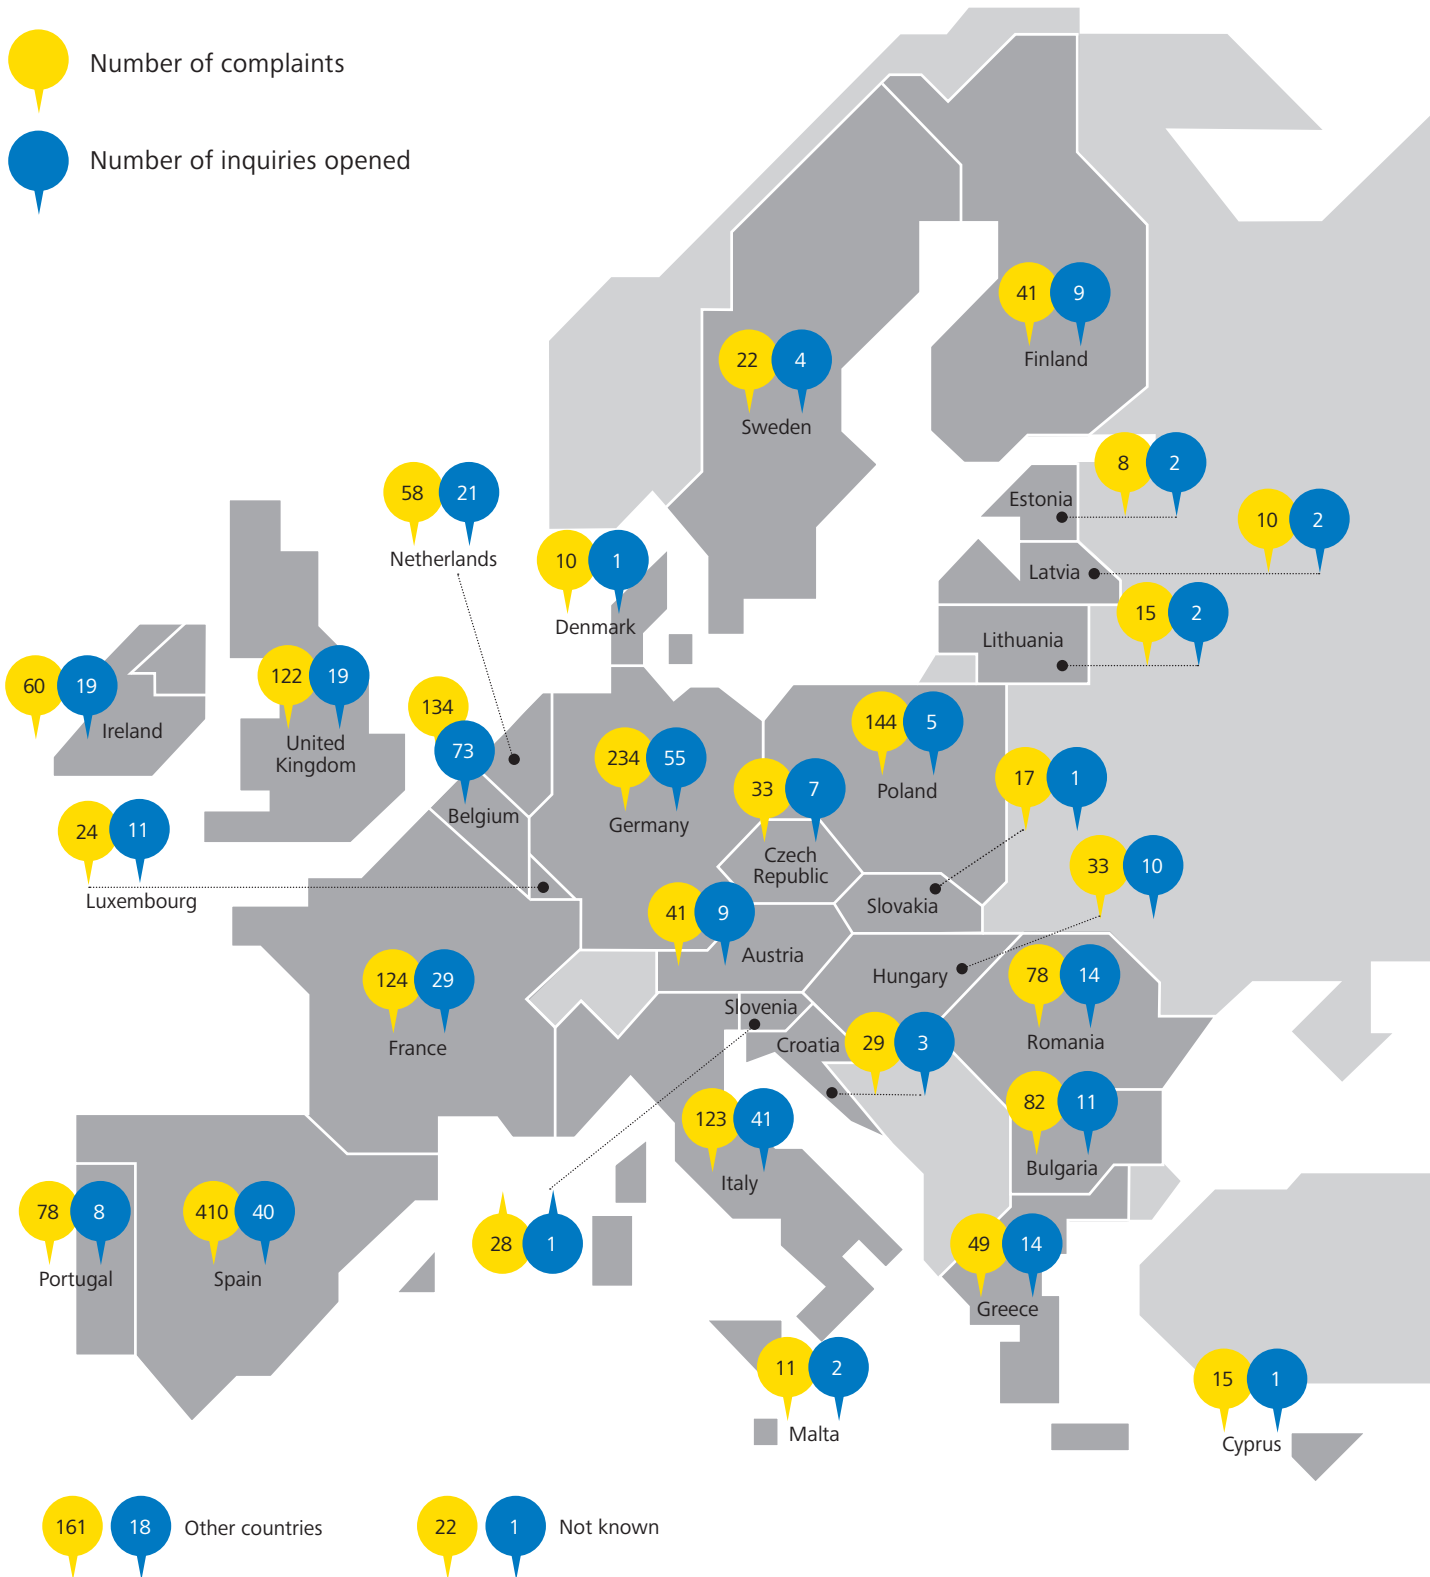 Number of complaints
Number of inquiries opened
41 9
Finland
22 4
Sweden
8 2
Estonia
58 21
Netherlands
10 2
Latvia
10 1
Denmark
15 2
Lithuania
60 19
Ireland
122 19
United
Kingdom
134
73
Belgium
234 55
Germany
144 5
Poland
33 7
Czech
Republic
17 1
Slovakia
24 11
Luxembourg
33 10
Hungary
41 9
Austria
124 29
France
78 14
Romania
Slovenia
28 1
Croatia
29 3
123 41
Italy
82 11
Bulgaria
78 8
Portugal
410 40
Spain
49 14
Greece
11 2
Malta
15 1
Cyprus
161 18 Other countries
22 1 Not known